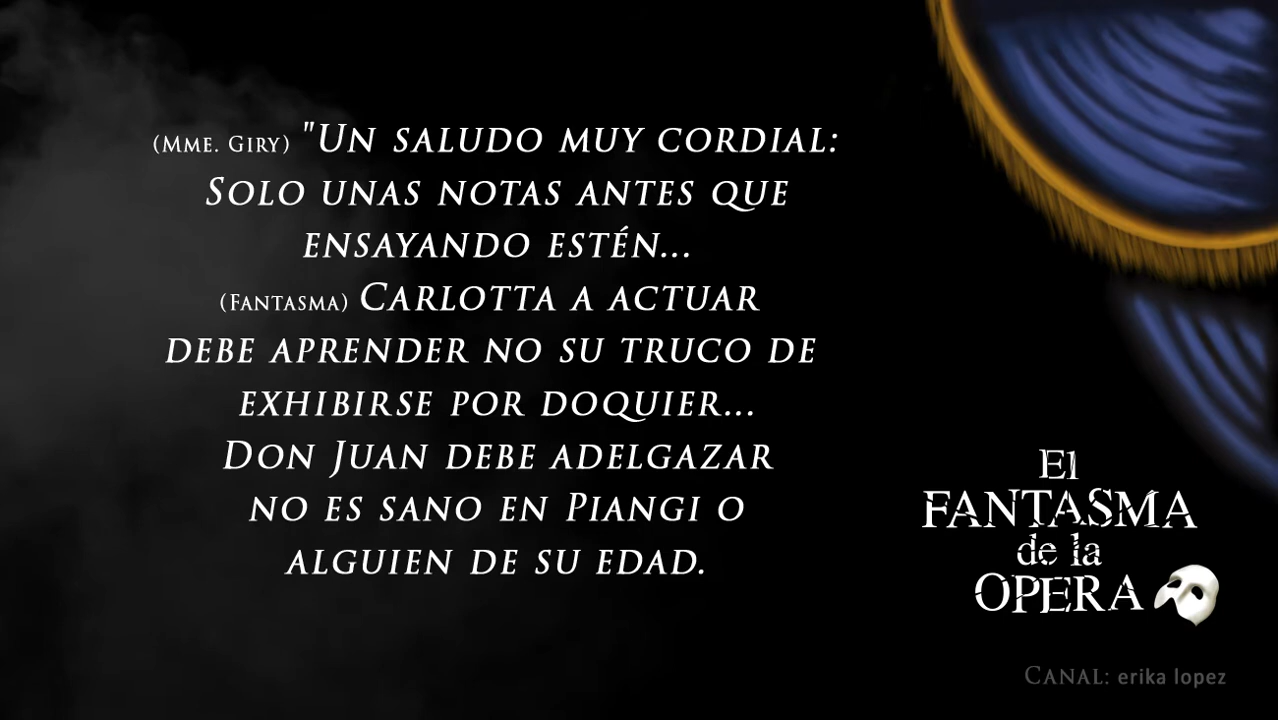 (Mme. Giry) "Un saludo muy cordial:
Solo unas notas antes que
ensayando estén...
(Fantasma) Carlotta a actuar
debe aprender no su truco de
exhibirse por doquier...
Don Juan debe adelgazar
no es sano en Piangi o
alguien de su edad.
El
FANTASMA
de la
OPERA
Canal: erika lopez